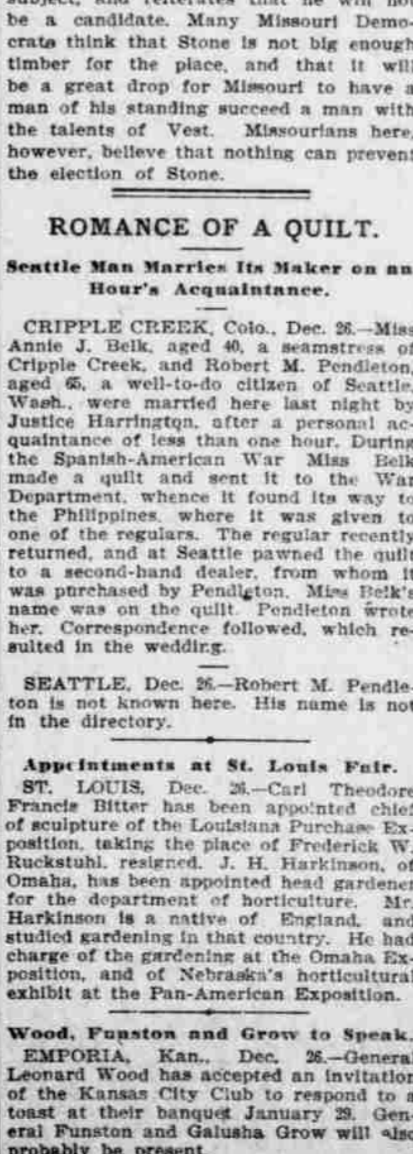 subject, and reiterates that he will not
be a candidate. Many Missouri Demo-
crats think that Stone is not big enough
timber for the place, and that it will
be a great drop for Missouri to have a
man of his standing succeed a man with
the talents of Vest. Missourians here,
however, believe that nothing can prevent
the election of Stone.
ROMANCE OF A QUILT.
Seattle Man Marries Its Maker on an
Hour's Acquaintance.
CRIPPLE CREEK, Colo., Dec. 26.—Miss
Annie J. Belk, aged 40, a seamstress of
Cripple Creek, and Robert M. Pendleton,
aged 65, a well-to-do citizen of Seattle,
Wash., were married here last night by
Justice Harrington, after a personal ac-
quaintance of less than one hour. During
the Spanish-American War Miss Belk
made a quilt and sent it to the War
Department, whence it found its way to
the Philippines, where it was given to
one of the regulars. The regular recently
returned, and at Seattle pawned the quilt
to a second-hand dealer, from whom it
was purchased by Pendleton. Miss Belk's
name was on the quilt. Pendleton wrote
her. Correspondence followed, which re-
sulted in the wedding.
SEATTLE, Dec. 26.—Robert M. Pendle-
ton is not known here. His name is not
in the directory.
Appointments at St. Louis Fair.
ST. LOUIS, Dec. 26.—Carl Theodore
Francis Bitter has been appointed chief
of sculpture of the Louisiana Purchase Ex-
position, taking the place of Frederick W.
Ruckstuhl, resigned. J. H. Harkinson, of
Omaha, has been appointed head gardener
for the department of horticulture. Mr.
Harkinson is a native of England, and
studied gardening in that country. He had
charge of the gardening at the Omaha Ex-
position, and of Nebraska's horticultural
exhibit at the Pan-American Exposition.
Wood, Funston and Grow to Speak.
EMPORIA, Kan., Dec. 26.—General
Leonard Wood has accepted an invitation
of the Kansas City Club to respond to a
toast at their banquet January 29. Gen-
eral Funston and Galusha Grow will also
probably be present.